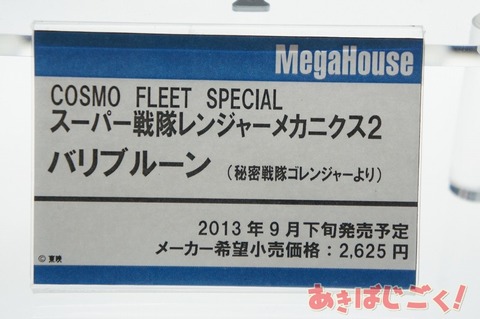 MegaHouse
COSMO FLEET SPECIAL
スーパー戦隊レンジャーメカニクス2
バリブルーン（秘密戦隊ゴレンジャーより）
2013年9月下旬発売予定
メーカー希望小売価格：2,625円
© 東映
あきばじごく！